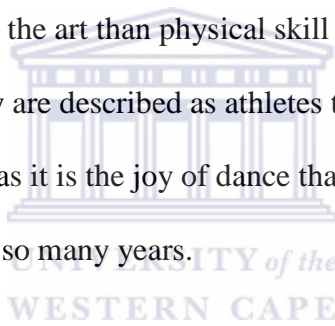 the art than physical skill
are described as athletes t
as it is the joy of dance tha
so many years.
UNIVERSITY of the
WESTERN CAPE